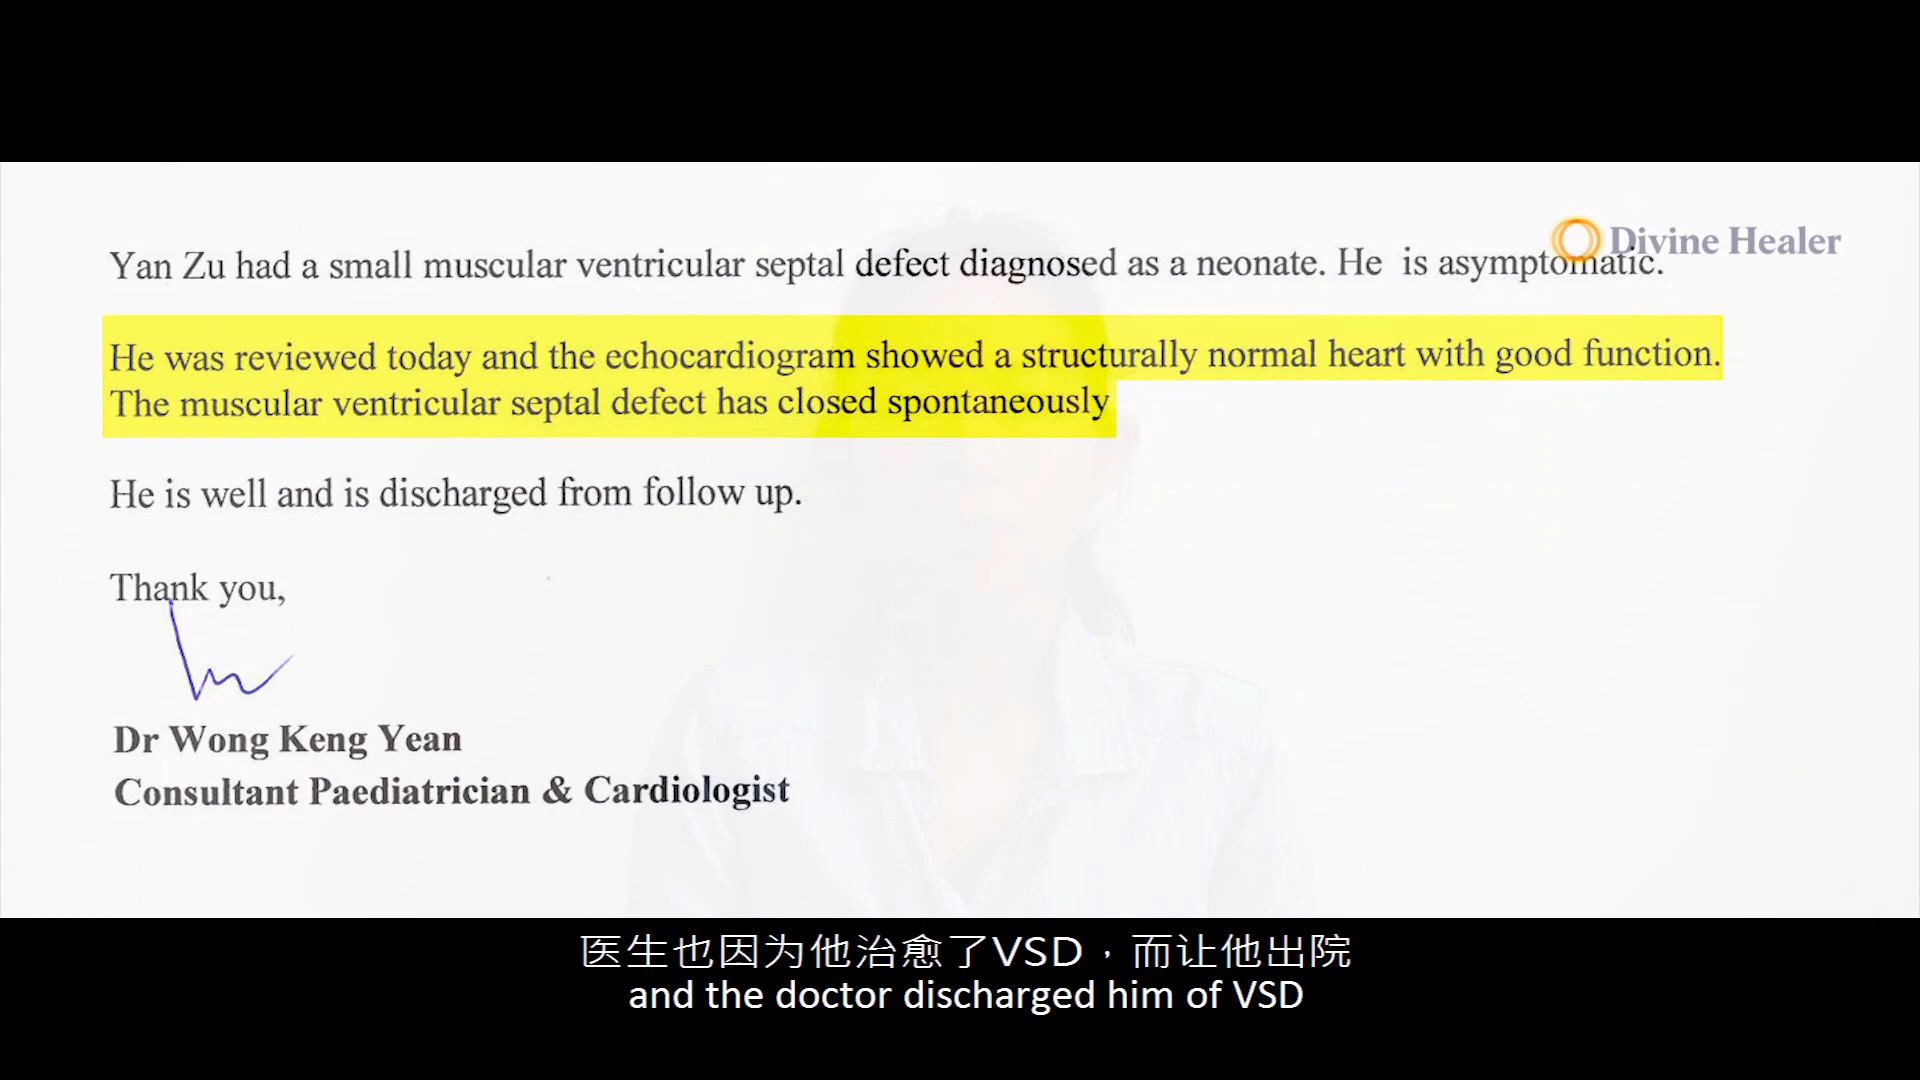 Divine Healer
Yan Zu had a small muscular ventricular septal defect diagnosed as a neonate. He is asymptomatic.
He was reviewed today and the echocardiogram showed a structurally normal heart with good function.
The muscular ventricular septal defect has closed spontaneously
He is well and is discharged from follow up.
Thank you,
Dr Wong Keng Yean
Consultant Paediatrician & Cardiologist
医生也因为他治愈了VSD，而让他出院
and the doctor discharged him of VSD